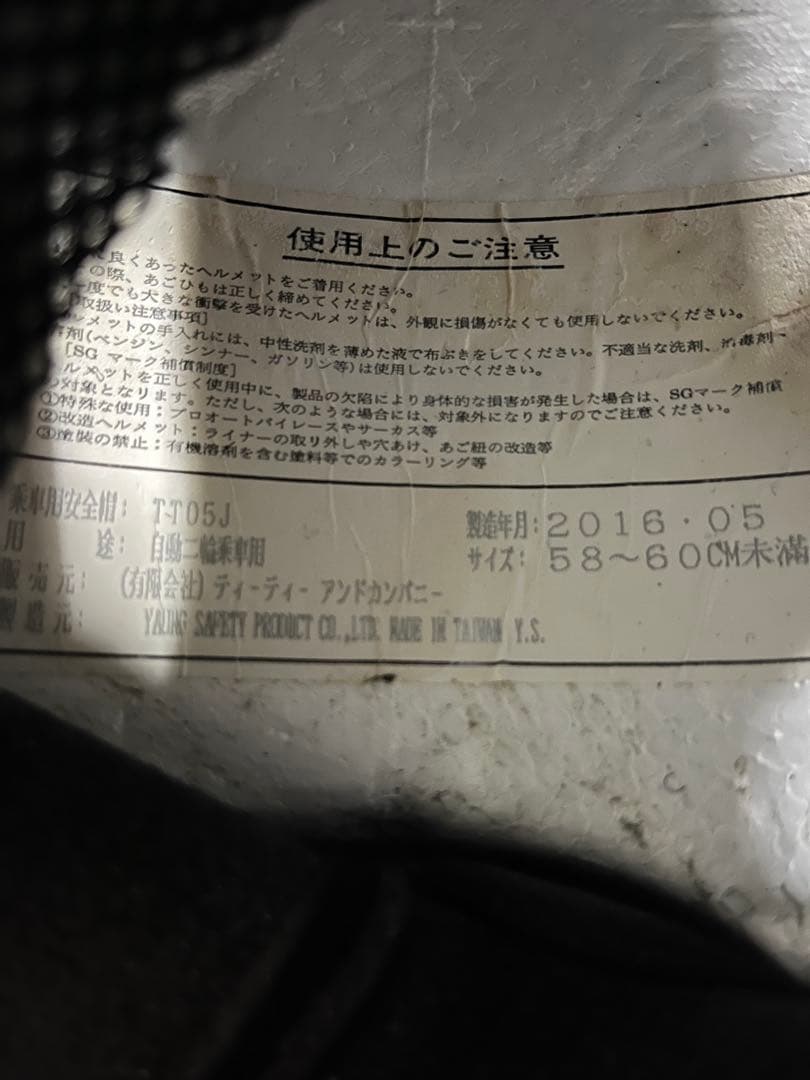 使用上のご注意
良くあったヘルメットをご着用ください。
の際、あごひもは正しく締めてください。
一度でも大きな衝撃を受けたヘルメットは、外観に損傷がなくても使用しないでください。
取扱い注意事項]
ルメットの手入れには、中性洗剤を薄めた液で布ぶきをしてください。不適当な洗剤、消毒剤、
溶剤(ベンジン、シンナー、ガソリン等)は使用しないでください。
[SG マーク補償制度]
ルメットを正しく使用中に、製品の欠陥により身体的な損害が発生した場合は、SGマーク補償
の対象となります。ただし、次のような場合には、対象外になりますのでご注意ください。
①特殊な使用：プロオートバイレースやサーカス等
②改造ヘルメット：ライナーの取り外しや穴あけ、あご紐の改造等
③塗装の禁止：有機溶剤を含む塗料等でのカラーリング等
乗車用安全帽： TT05J 製造年月：2016.05
用 途： 自動二輪乗車用 サイズ： 58～60CM未満
販売元： (有限会社) ティーティー アンドカンパニー
製造元： YALING SAFETY PRODUCT CO.,LTD. MADE IN TAIWAN Y.S.